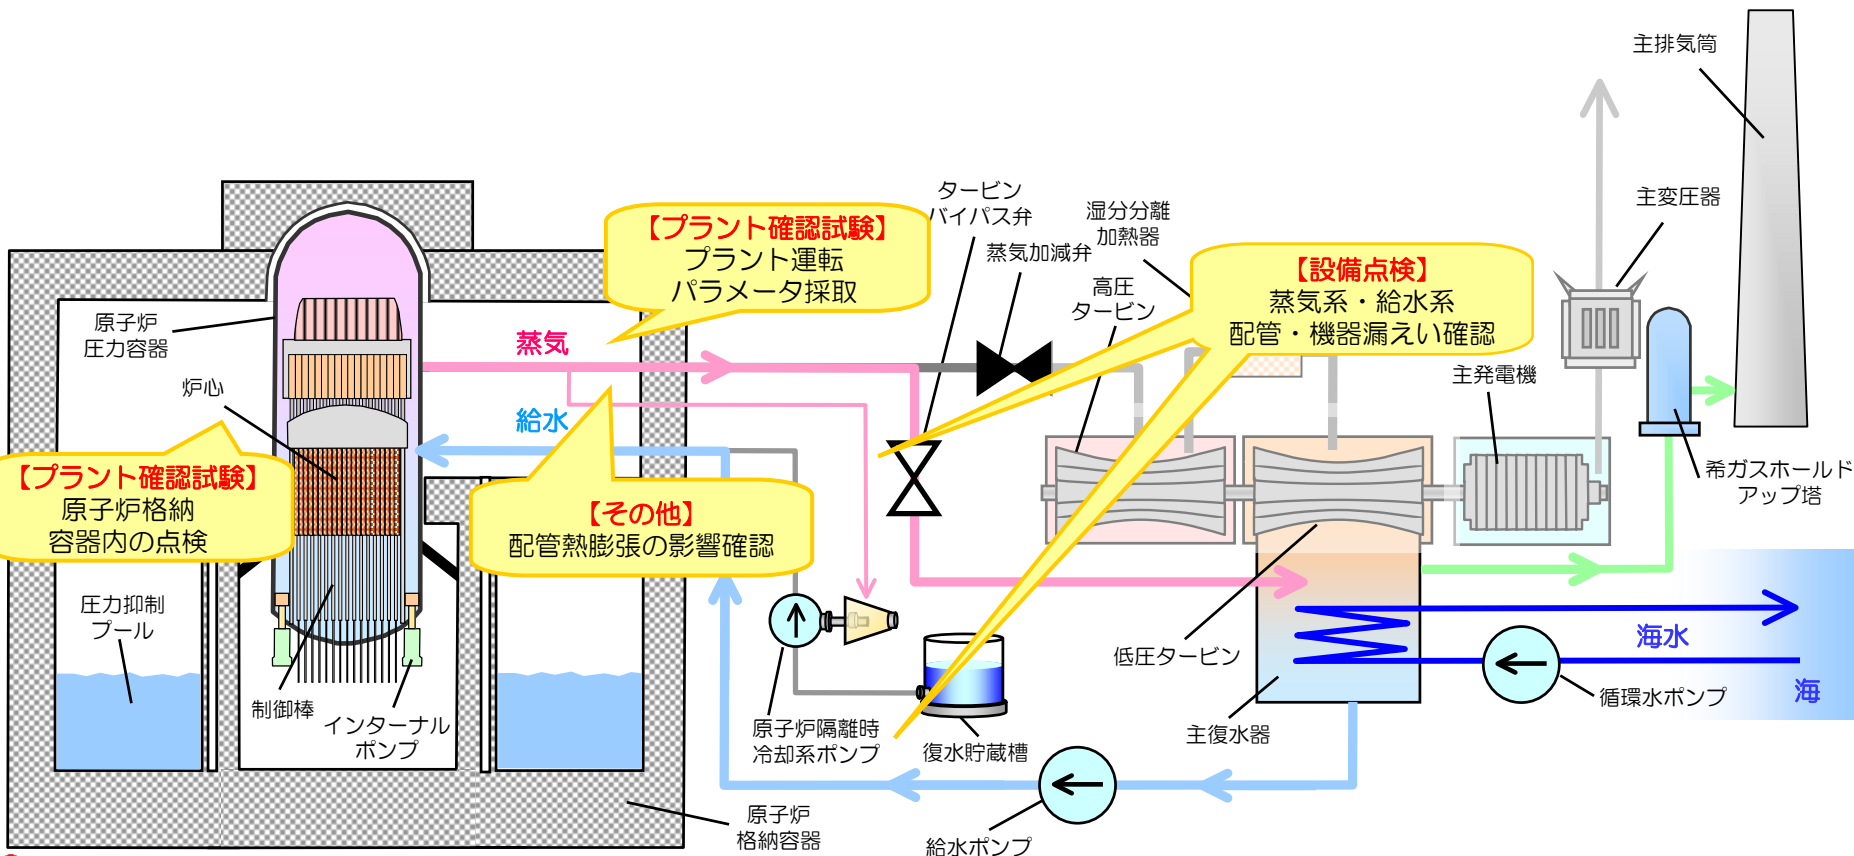 主排気筒
タービン
バイパス弁
湿分分離
加熱器
蒸気加減弁
高圧
タービン
主変圧器
【プラント確認試験】
プラント運転
パラメータ採取
【設備点検】
蒸気系・給水系
配管・機器漏えい確認
原子炉
圧力容器
蒸気
炉心
給水
主発電機
希ガスホールド
アップ塔
【プラント確認試験】
原子炉格納
容器内の点検
【その他】
配管熱膨張の影響確認
圧力抑制
プール
制御棒
インターナル
ポンプ
原子炉隔離時
冷却系ポンプ
復水貯蔵槽
低圧タービン
主復水器
海水
海
循環水ポンプ
原子炉
格納容器
給水ポンプ